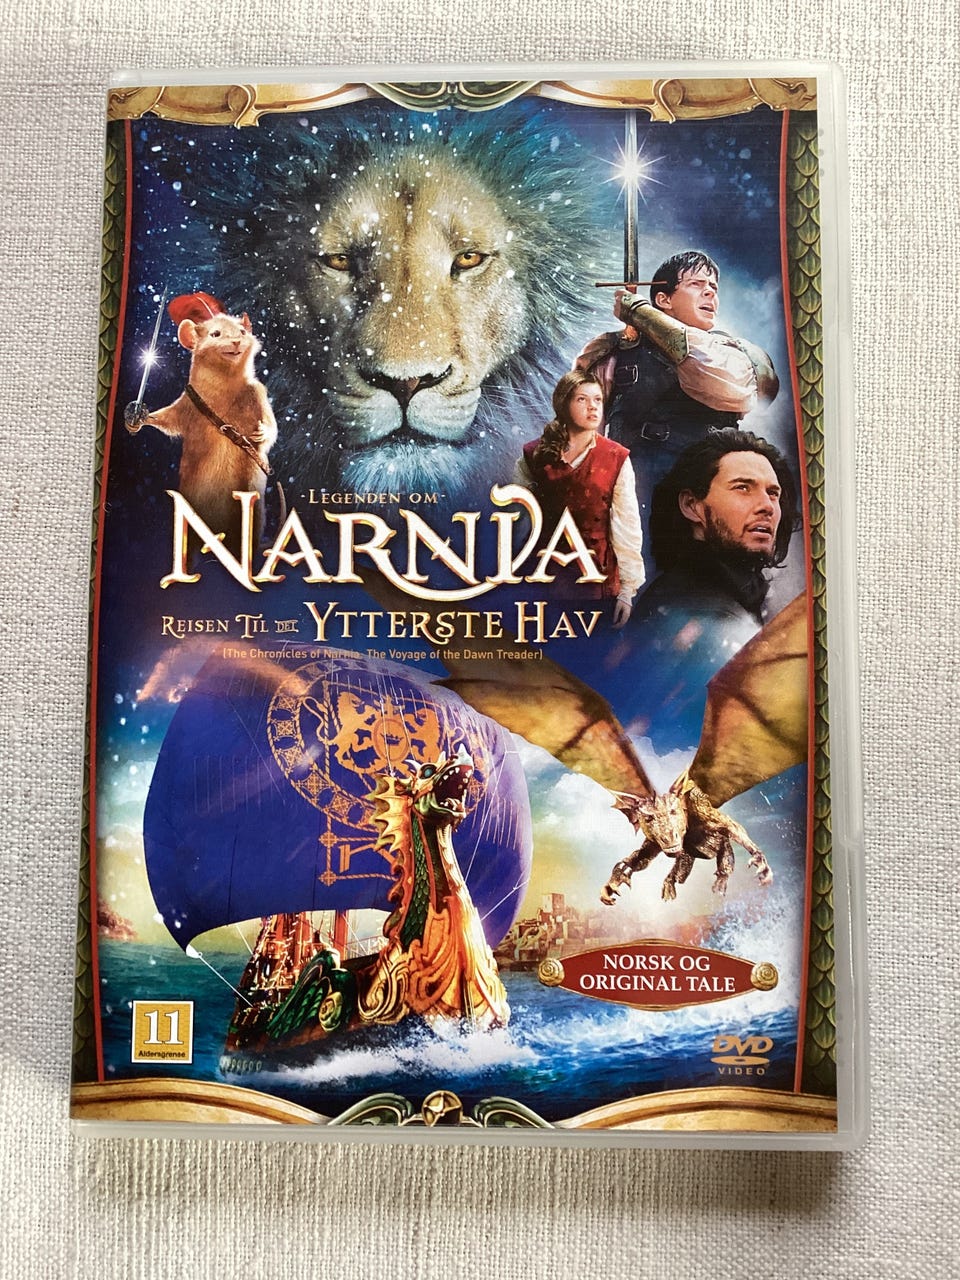 - LEGENDEN OM -
NARNIA
REISEN TIL DET YTTERSTE HAV
(The Chronicles of Narnia: The Voyage of the Dawn Treader)
NORSK OG
ORIGINAL TALE
11
Aldersgrense
DVD
VIDEO